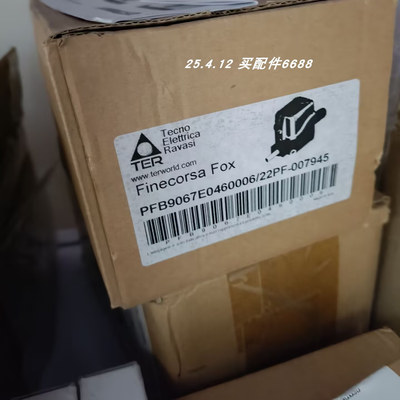 25.4.12 买配件6688
TER
Tecno
Elettrica
Ravasi
www.terworld.com
Finecorsa Fox
PFB9067E0460006/22PF-007945